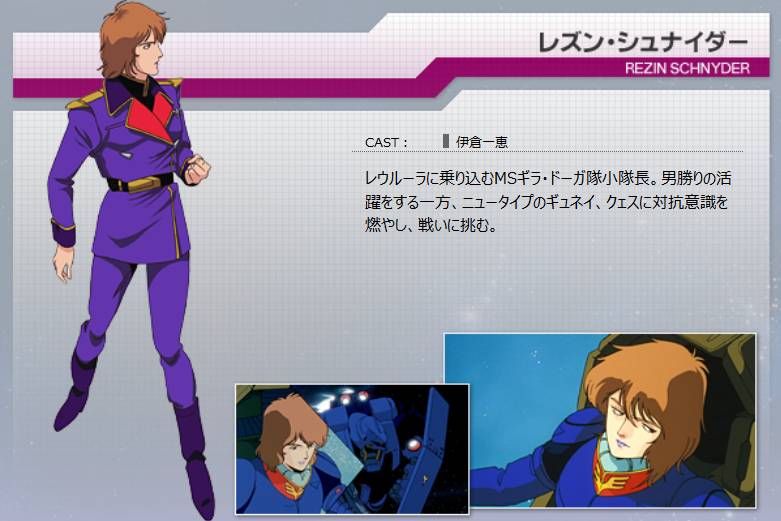 レズン・シュナイダー
REZIN SCHNYDER
CAST： 伊倉一恵
レウルーラに乗り込むMSギラ・ドーガ隊小隊長。男勝りの活
躍をする一方、ニュータイプのギュネイ、クェスに対抗意識を
燃やし、戦いに挑む。